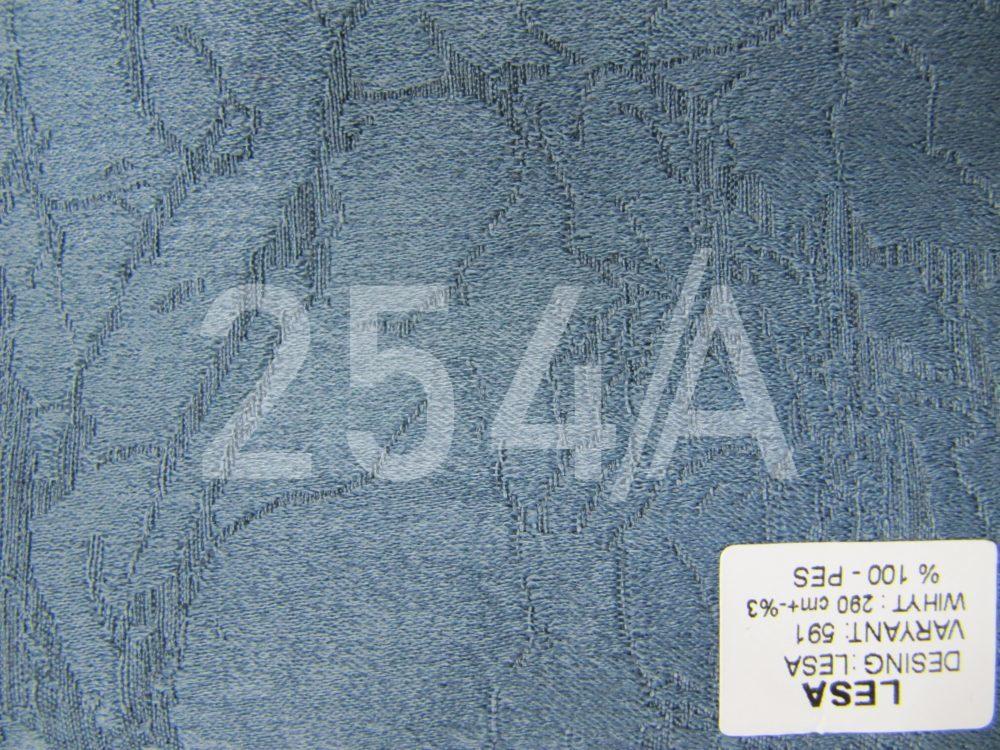 254/A
LESA
DESING: LESA
VARYANT: 591
WIHYT : 290 cm+-%3
% 100 - PES